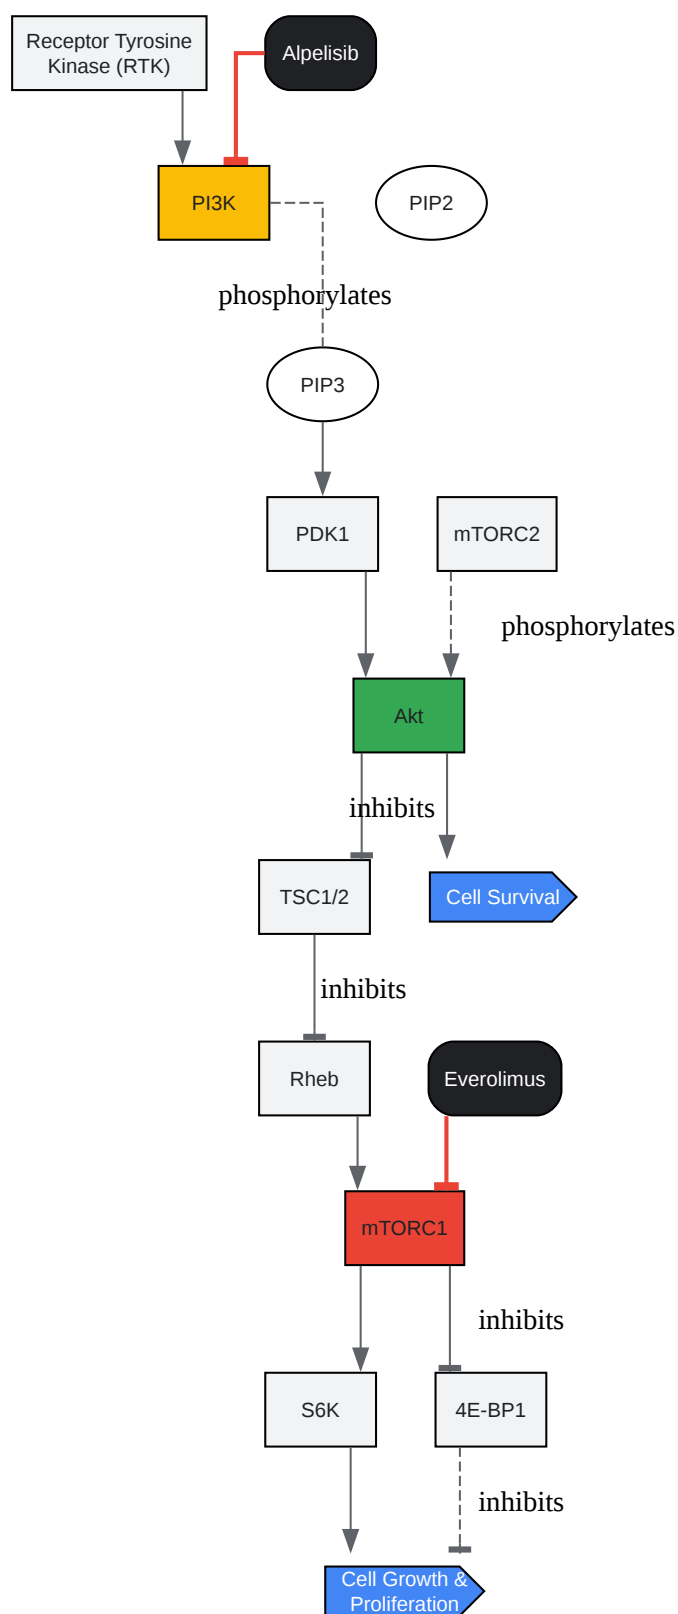 Receptor Tyrosine
Kinase (RTK)
Alpelisib
PI3K
PIP2
phosphorylates
PIP3
PDK1
mTORC2
phosphorylates
Akt
inhibits
TSC1/2
Cell Survival
inhibits
Rheb
Everolimus
mTORC1
inhibits
S6K
4E-BP1
inhibits
Cell Growth &
Proliferation